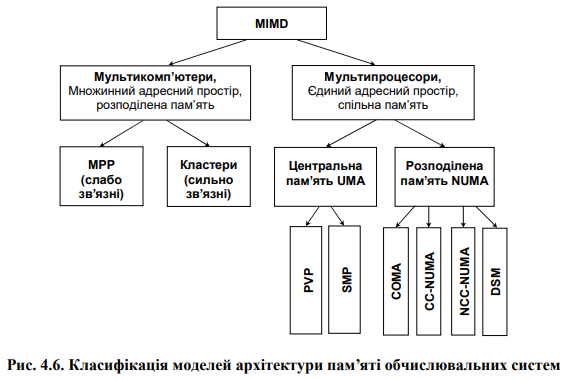 MIMD
Мультикомп’ютери,
Множинний адресний простір,
розподілена пам’ять
Мультипроцесори,
Єдиний адресний простір,
спільна пам’ять
МРР
(слабо
зв’язні)
Кластери
(сильно
зв’язні)
Центральна
пам’ять UMA
Розподілена
пам’ять NUMA
PVP
SMP
COMA
CC-NUMA
NCC-NUMA
DSM
Рис. 4.6. Класифікація моделей архітектури пам’яті обчислювальних систем